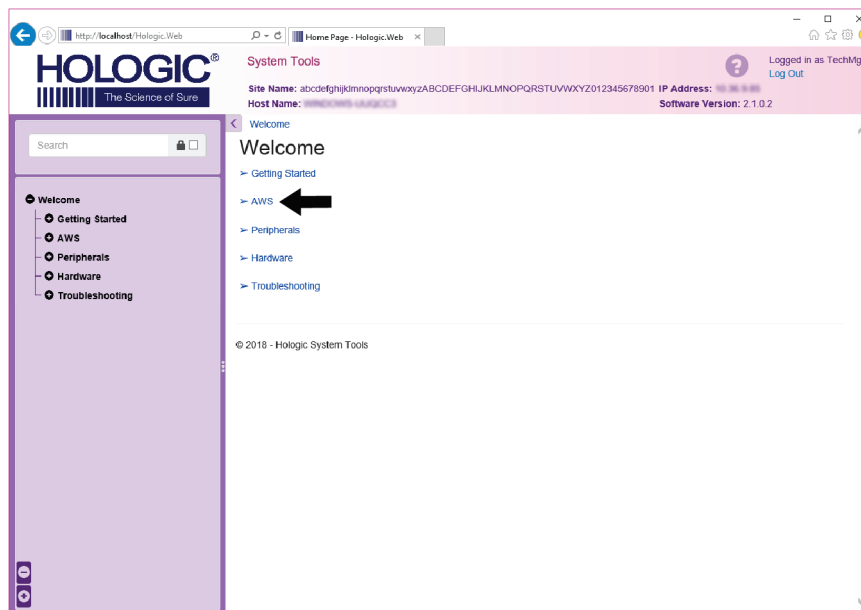 http://localhost/Hologic.Web
Home Page - Hologic.Web
HOLOGIC®
The Science of Sure
System Tools
Logged in as TechMg
Log Out
Site Name: abcdefghijklmnopqrstuvwxyzABCDEFGHIJKLMNOPQRSTUVWXYZ012345678901 IP Address:
Host Name:
Software Version: 2.1.0.2
Search
Welcome
Getting Started
AWS
Peripherals
Hardware
Troubleshooting
Welcome
Welcome
➢ Getting Started
➢ AWS
➢ Peripherals
➢ Hardware
➢ Troubleshooting
© 2018 - Hologic System Tools